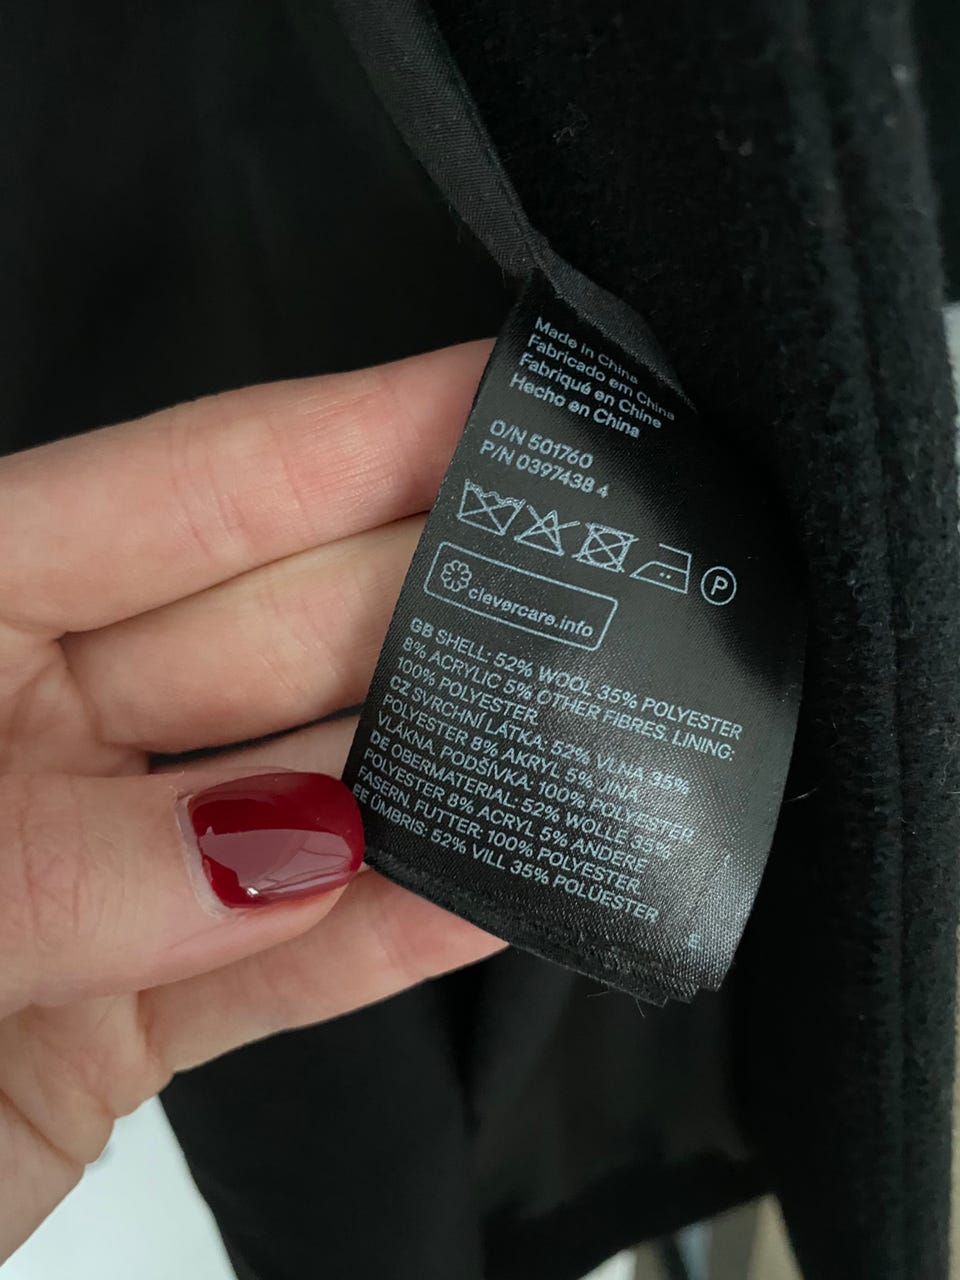 Made in China
Fabricado em China
Fabriqué en Chine
Hecho en China
O/N 501760
P/N 0397438 4
P
clevercare.info
GB SHELL: 52% WOOL 35% POLYESTER
8% ACRYLIC 5% OTHER FIBRES, LINING:
100% POLYESTER
CZ SVRCHNÍ LÁTKA: 52% VLNA 35%
POLYESTER 8% AKRYL 5% JINÁ
VLÁKNA, PODŠÍVKA: 100% POLYESTER
DE OBERMATERIAL: 52% WOLLE 35%
POLYESTER 8% ACRYL 5% ANDERE
FASERN, FUTTER: 100% POLYESTER
EE ÜMBRIS: 52% VILL 35% POLÜESTER